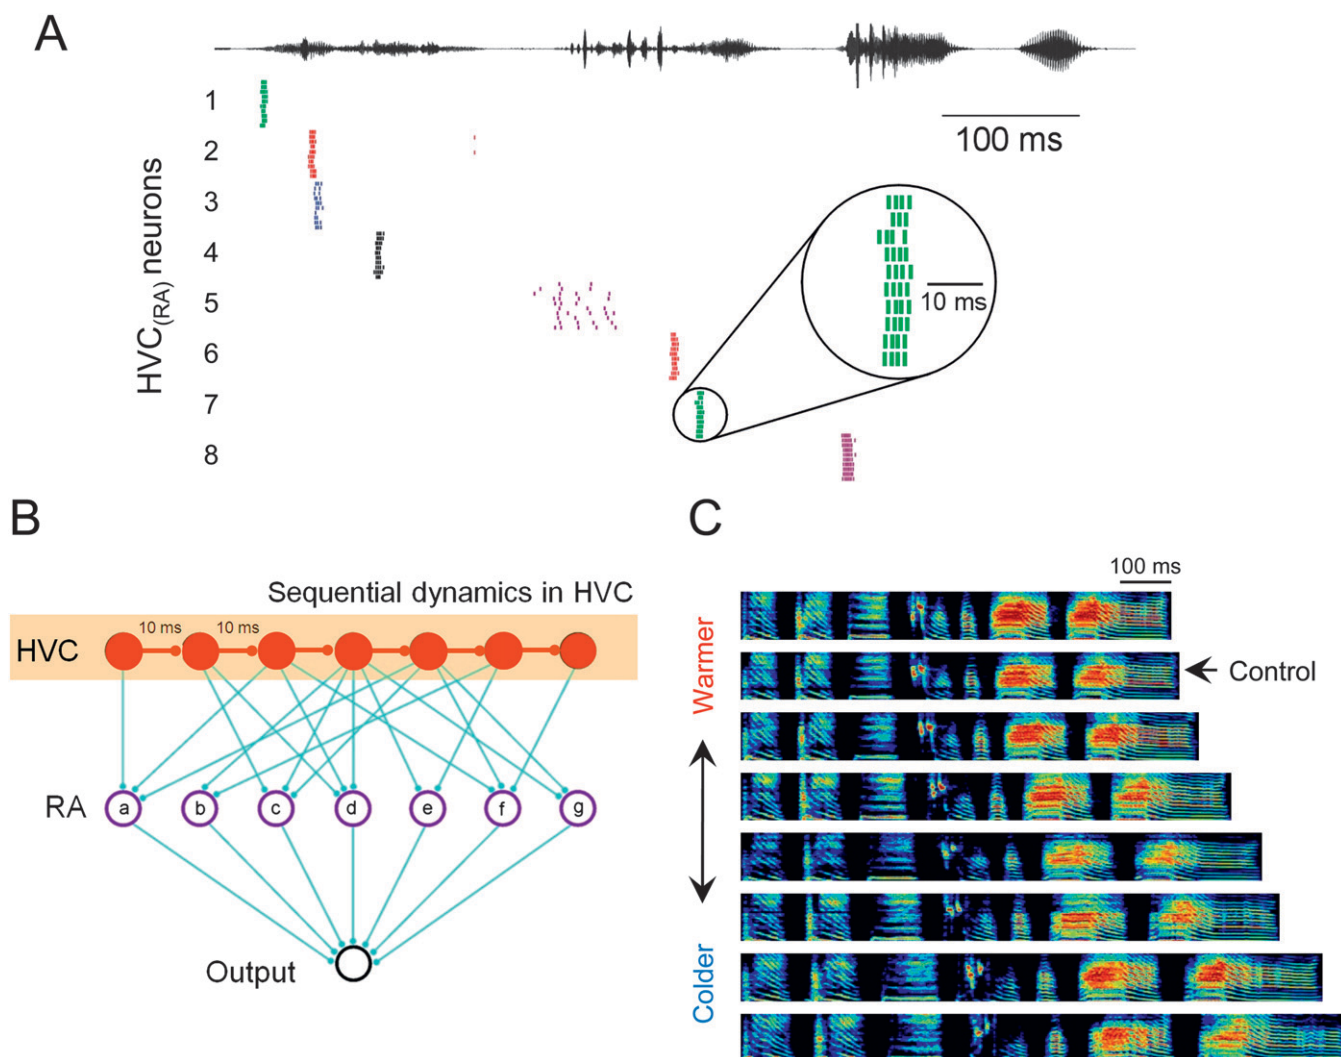 A
100 ms
HVC(RA) neurons
1
2
3
4
5
6
7
8
10 ms
B
Sequential dynamics in HVC
HVC
10 ms
10 ms
RA
a
b
c
d
e
f
g
Output
C
100 ms
Warmer
Control
Colder